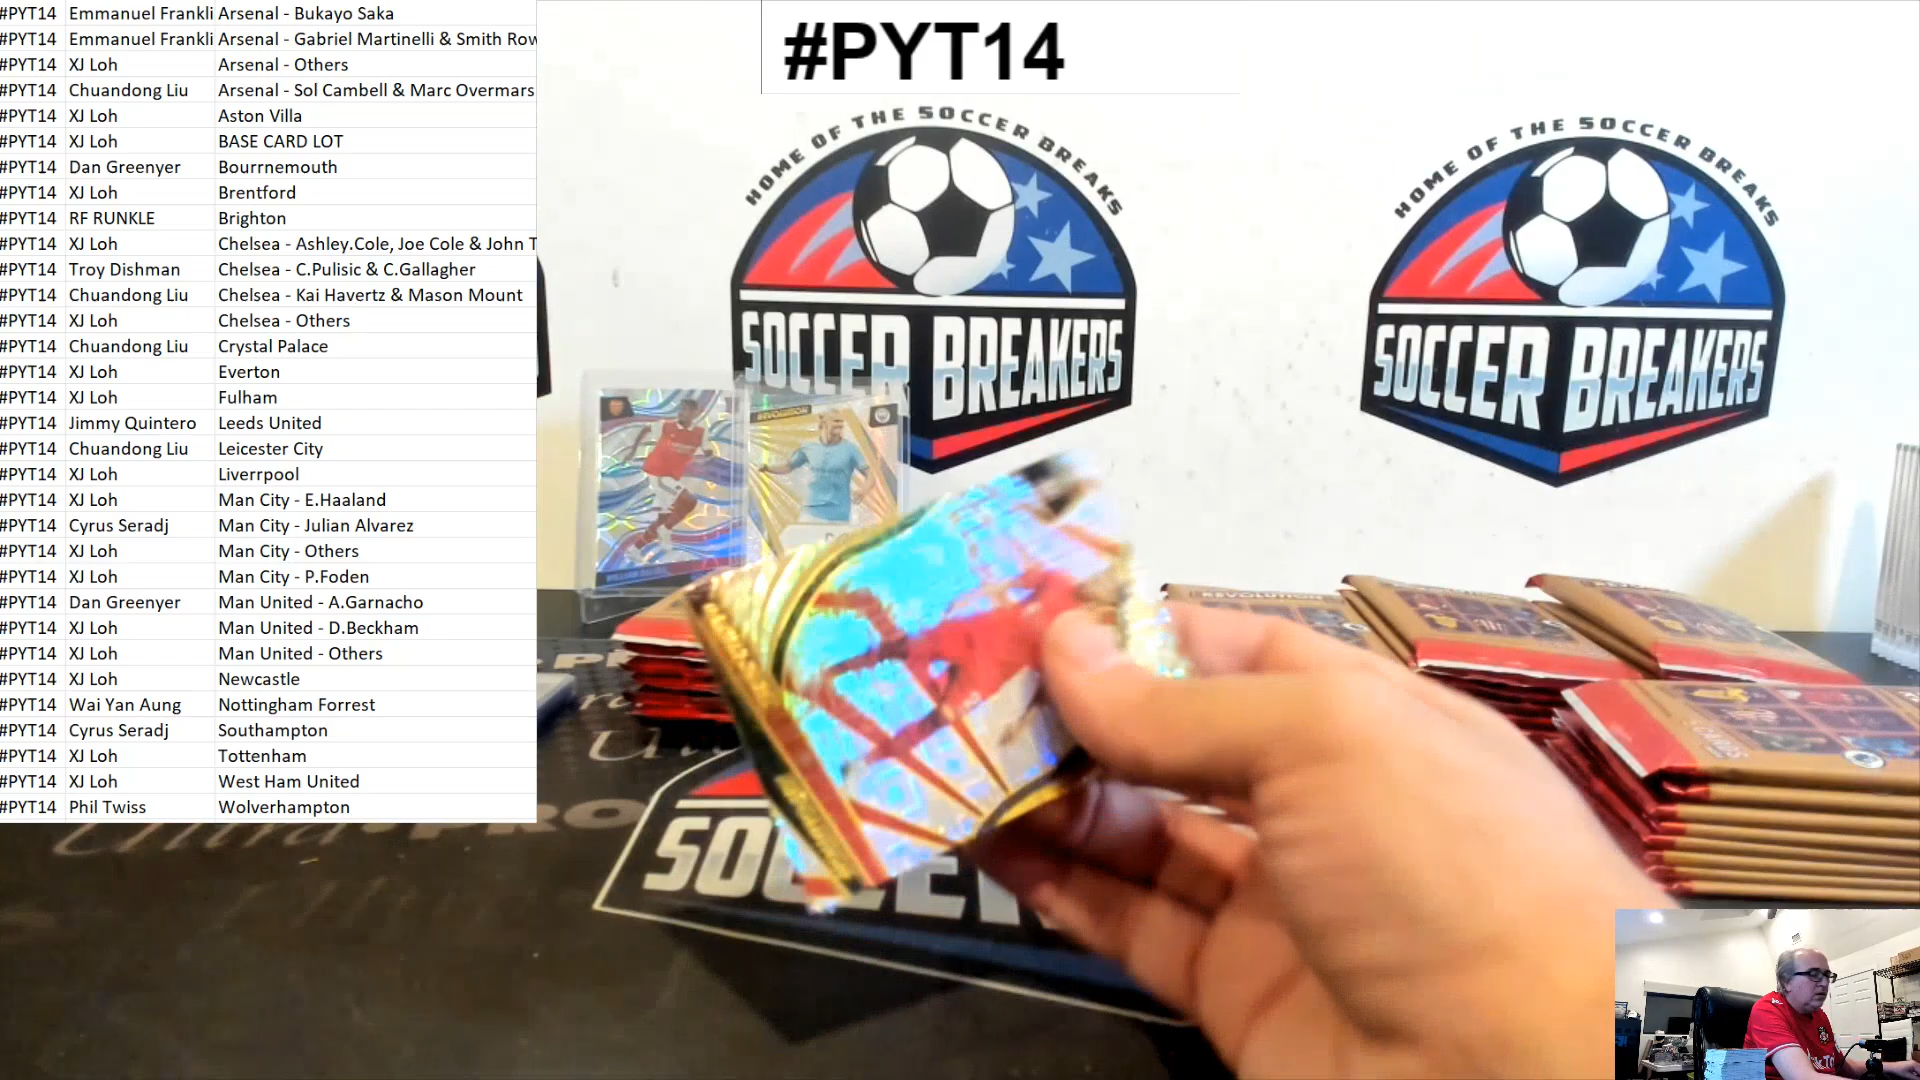 #PYT14 Emmanuel Frankli Arsenal - Bukayo Saka
#PYT14 Emmanuel Frankli Arsenal - Gabriel Martinelli & Smith Row
#PYT14 XJ Loh Arsenal - Others
#PYT14 Chuandong Liu Arsenal - Sol Cambell & Marc Overmars
#PYT14 XJ Loh Aston Villa
#PYT14 XJ Loh BASE CARD LOT
#PYT14 Dan Greenyer Bourrnemouth
#PYT14 XJ Loh Brentford
#PYT14 RF RUNKLE Brighton
#PYT14 XJ Loh Chelsea - Ashley.Cole, Joe Cole & John T
#PYT14 Troy Dishman Chelsea - C.Pulisic & C.Gallagher
#PYT14 Chuandong Liu Chelsea - Kai Havertz & Mason Mount
#PYT14 XJ Loh Chelsea - Others
#PYT14 Chuandong Liu Crystal Palace
#PYT14 XJ Loh Everton
#PYT14 XJ Loh Fulham
#PYT14 Jimmy Quintero Leeds United
#PYT14 Chuandong Liu Leicester City
#PYT14 XJ Loh Liverrpool
#PYT14 XJ Loh Man City - E.Haaland
#PYT14 Cyrus Seradj Man City - Julian Alvarez
#PYT14 XJ Loh Man City - Others
#PYT14 XJ Loh Man City - P.Foden
#PYT14 Dan Greenyer Man United - A.Garnacho
#PYT14 XJ Loh Man United - D.Beckham
#PYT14 XJ Loh Man United - Others
#PYT14 XJ Loh Newcastle
#PYT14 Wai Yan Aung Nottingham Forrest
#PYT14 Cyrus Seradj Southampton
#PYT14 XJ Loh Tottenham
#PYT14 XJ Loh West Ham United
#PYT14 Phil Twiss Wolverhampton
#PYT14
HOME OF THE SOCCER BREAKS
SOCCER BREAKERS
HOME OF THE SOCCER BREAKS
SOCCER BREAKERS
REVOLUTION
REVOLUTION
Ultra PRO